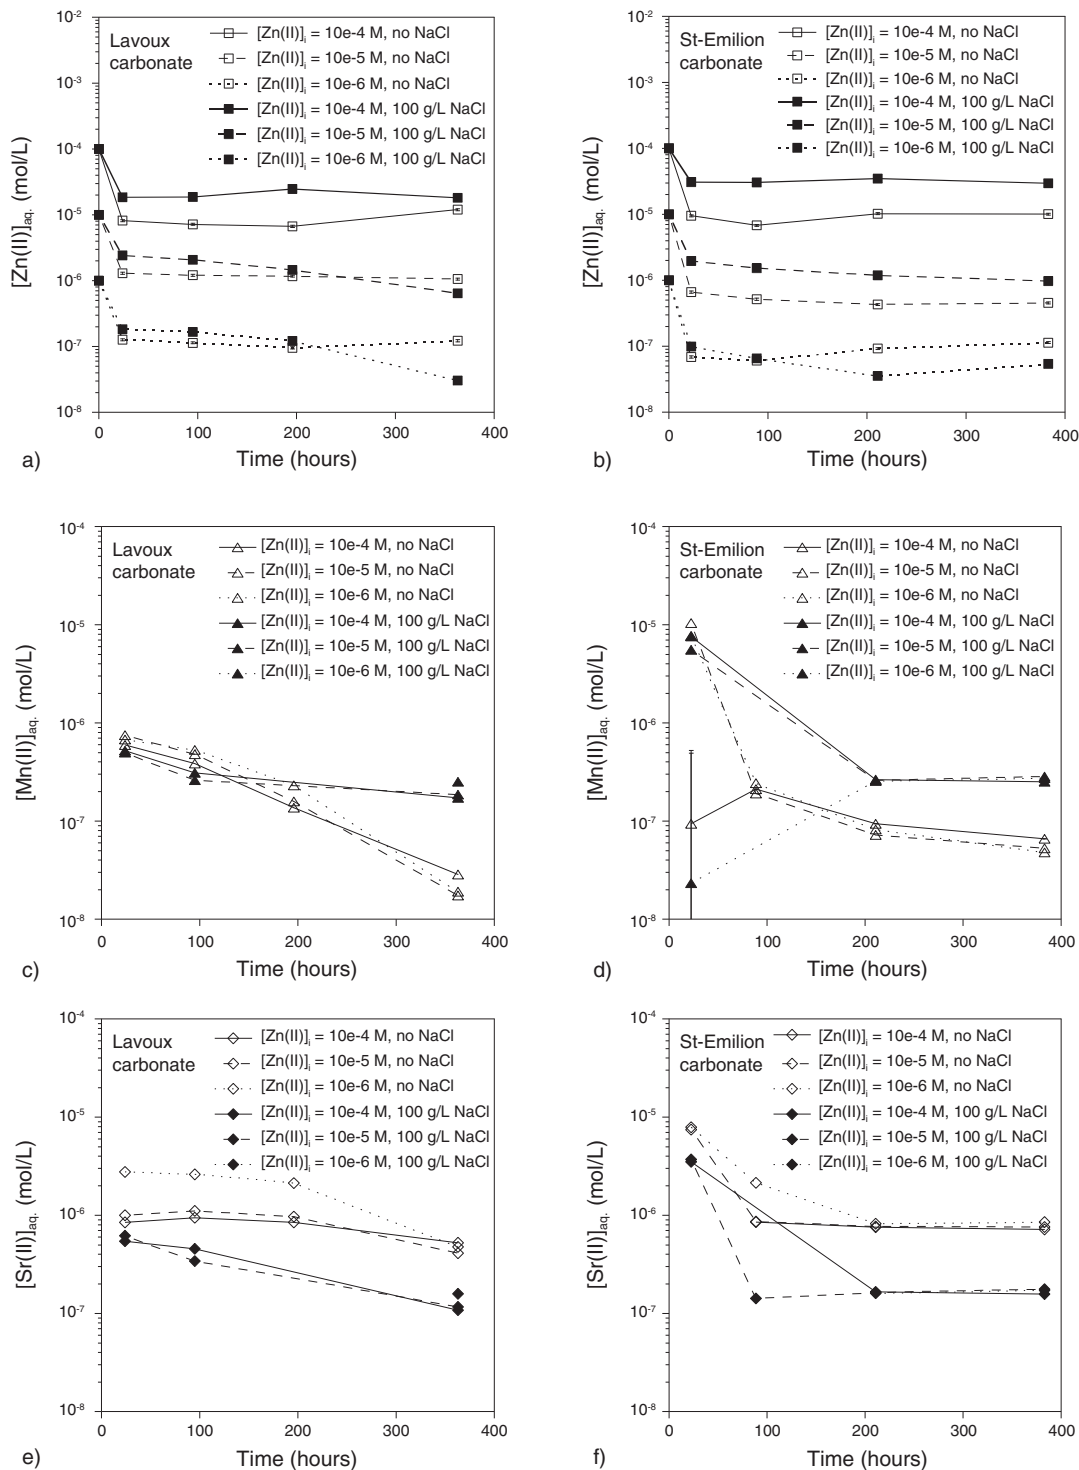 Lavoux
carbonate
[Zn(II)]i = 10e-4 M, no NaCl
[Zn(II)]i = 10e-5 M, no NaCl
[Zn(II)]i = 10e-6 M, no NaCl
[Zn(II)]i = 10e-4 M, 100 g/L NaCl
[Zn(II)]i = 10e-5 M, 100 g/L NaCl
[Zn(II)]i = 10e-6 M, 100 g/L NaCl
[Zn(II)]aq. (mol/L)
10-2
10-3
10-4
10-5
10-6
10-7
10-8
0 100 200 300 400
Time (hours)
a)
St-Emilion
carbonate
[Zn(II)]i = 10e-4 M, no NaCl
[Zn(II)]i = 10e-5 M, no NaCl
[Zn(II)]i = 10e-6 M, no NaCl
[Zn(II)]i = 10e-4 M, 100 g/L NaCl
[Zn(II)]i = 10e-5 M, 100 g/L NaCl
[Zn(II)]i = 10e-6 M, 100 g/L NaCl
[Zn(II)]aq. (mol/L)
10-2
10-3
10-4
10-5
10-6
10-7
10-8
0 100 200 300 400
Time (hours)
b)
Lavoux
carbonate
[Zn(II)]i = 10e-4 M, no NaCl
[Zn(II)]i = 10e-5 M, no NaCl
[Zn(II)]i = 10e-6 M, no NaCl
[Zn(II)]i = 10e-4 M, 100 g/L NaCl
[Zn(II)]i = 10e-5 M, 100 g/L NaCl
[Zn(II)]i = 10e-6 M, 100 g/L NaCl
[Mn(II)]aq. (mol/L)
10-4
10-5
10-6
10-7
10-8
0 100 200 300 400
Time (hours)
c)
St-Emilion
carbonate
[Zn(II)]i = 10e-4 M, no NaCl
[Zn(II)]i = 10e-5 M, no NaCl
[Zn(II)]i = 10e-6 M, no NaCl
[Zn(II)]i = 10e-4 M, 100 g/L NaCl
[Zn(II)]i = 10e-5 M, 100 g/L NaCl
[Zn(II)]i = 10e-6 M, 100 g/L NaCl
[Mn(II)]aq. (mol/L)
10-4
10-5
10-6
10-7
10-8
0 100 200 300 400
Time (hours)
d)
Lavoux
carbonate
[Zn(II)]i = 10e-4 M, no NaCl
[Zn(II)]i = 10e-5 M, no NaCl
[Zn(II)]i = 10e-6 M, no NaCl
[Zn(II)]i = 10e-4 M, 100 g/L NaCl
[Zn(II)]i = 10e-5 M, 100 g/L NaCl
[Zn(II)]i = 10e-6 M, 100 g/L NaCl
[Sr(II)]aq. (mol/L)
10-4
10-5
10-6
10-7
10-8
0 100 200 300 400
Time (hours)
e)
St-Emilion
carbonate
[Zn(II)]i = 10e-4 M, no NaCl
[Zn(II)]i = 10e-5 M, no NaCl
[Zn(II)]i = 10e-6 M, no NaCl
[Zn(II)]i = 10e-4 M, 100 g/L NaCl
[Zn(II)]i = 10e-5 M, 100 g/L NaCl
[Zn(II)]i = 10e-6 M, 100 g/L NaCl
[Sr(II)]aq. (mol/L)
10-4
10-5
10-6
10-7
10-8
0 100 200 300 400
Time (hours)
f)